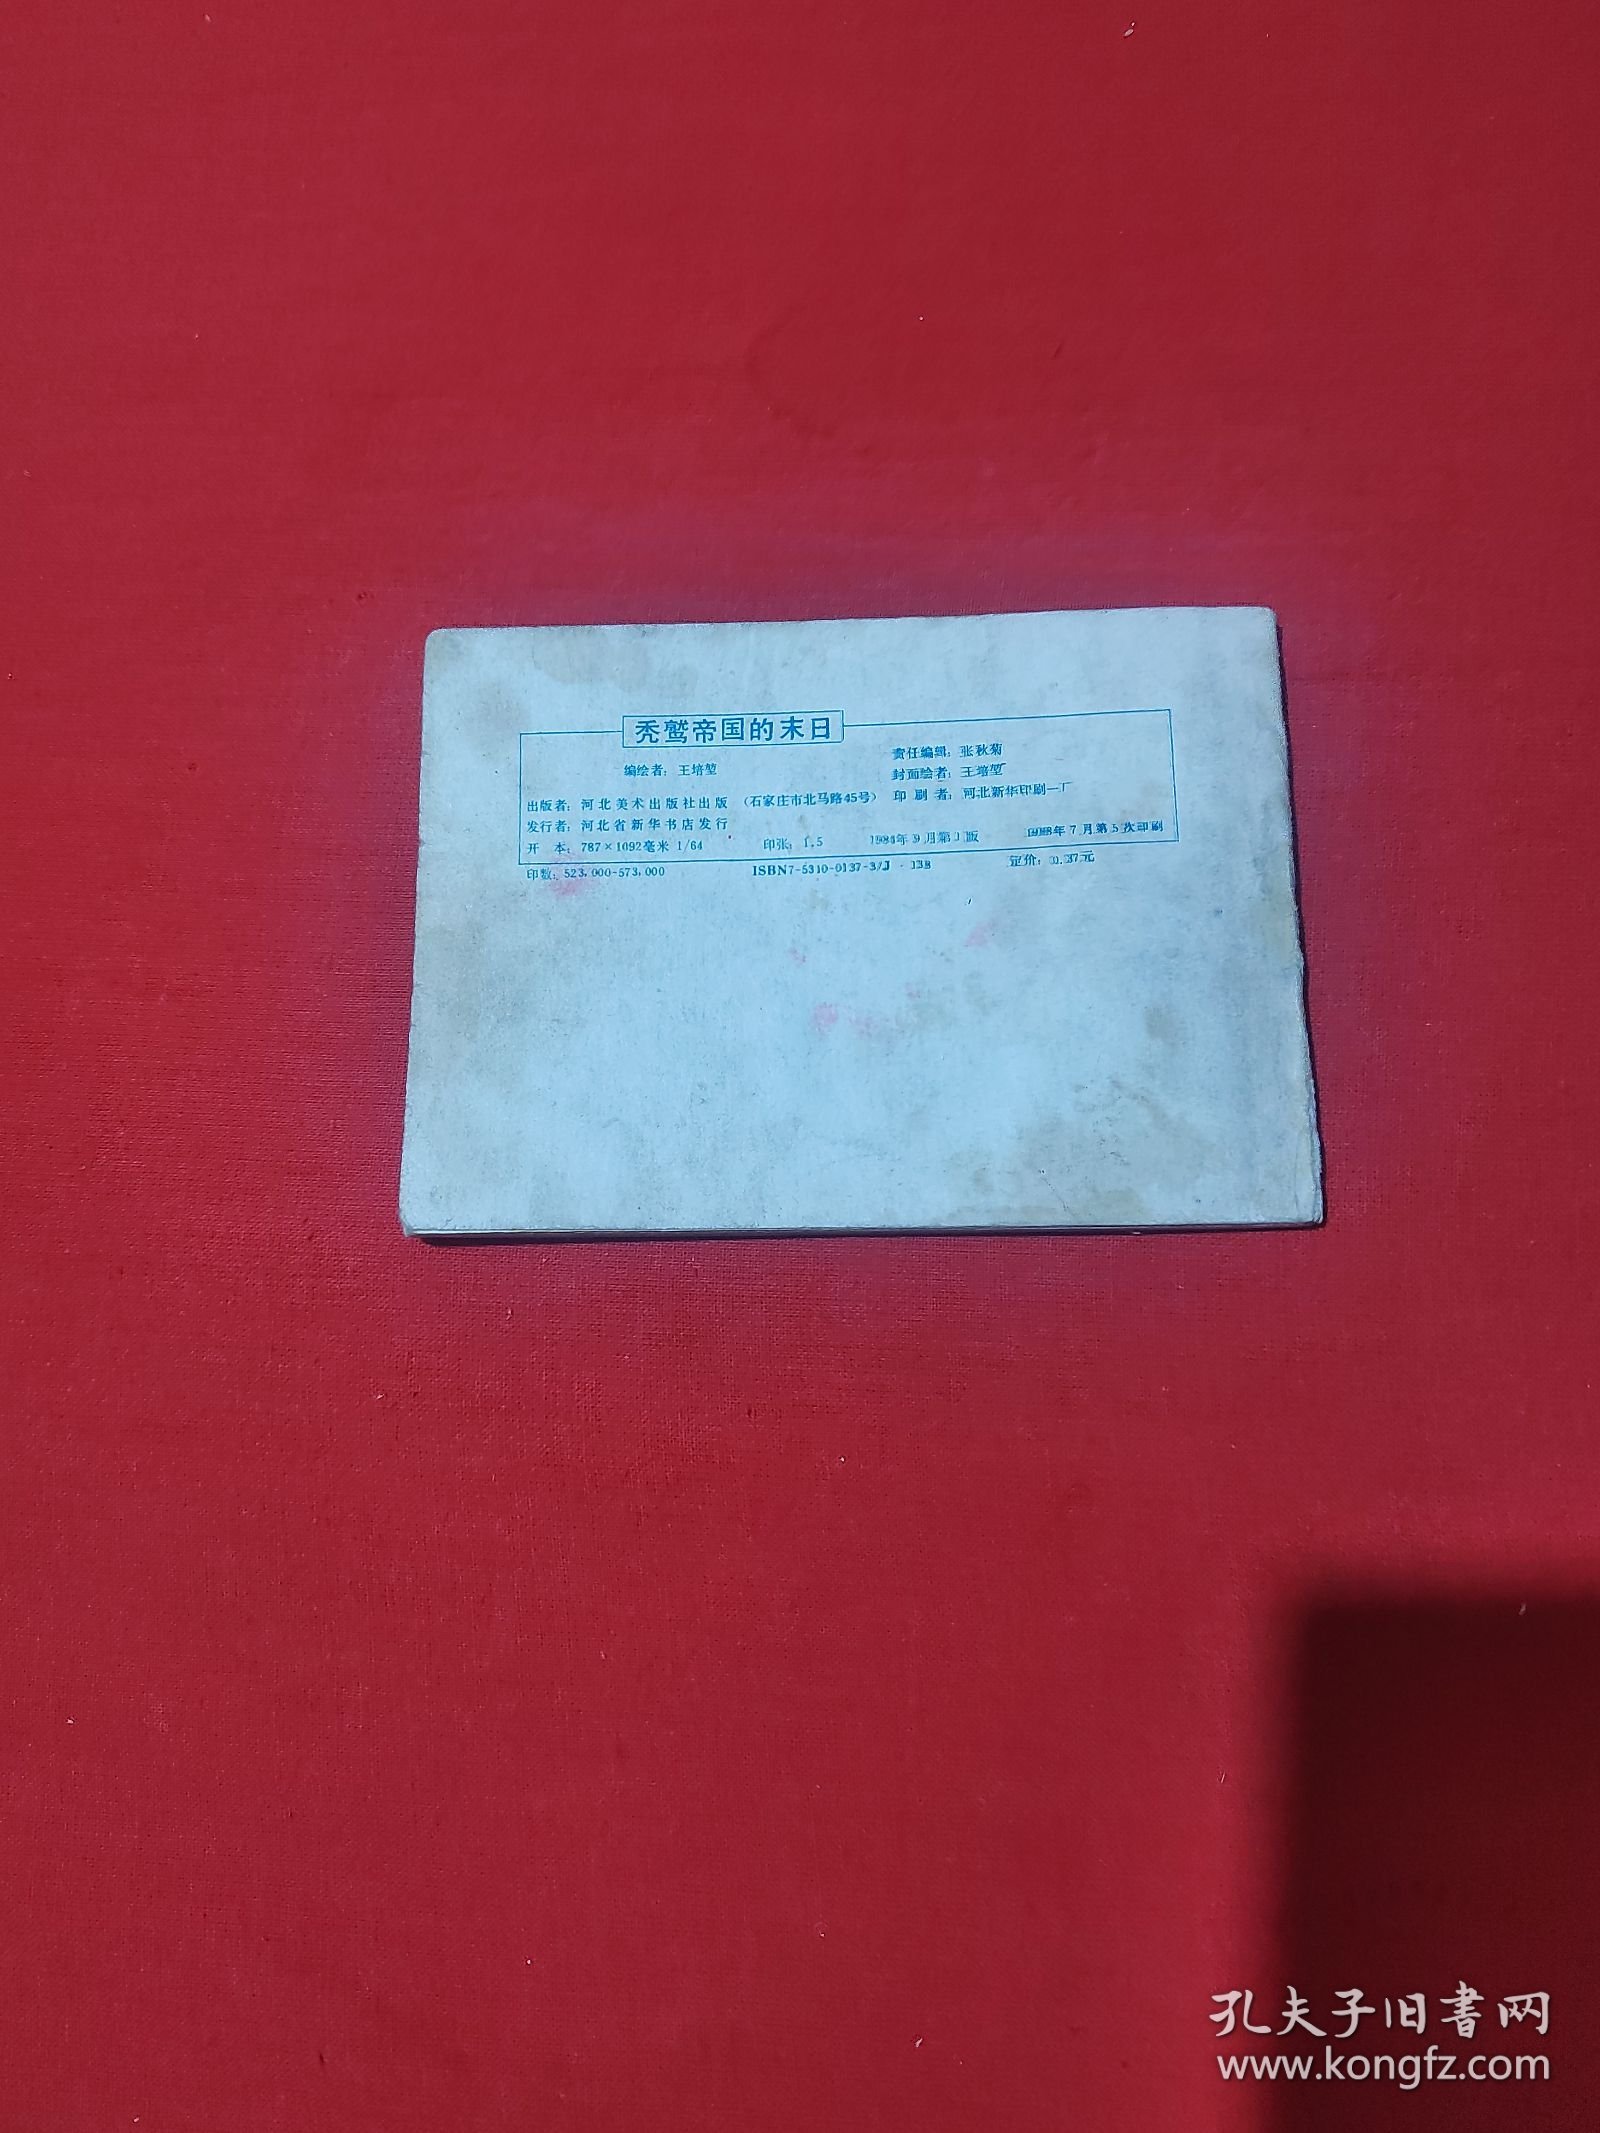 秃鹫帝国的末日
编绘者：王培堃
责任编辑：张秋菊
封面绘者：王培堃
出版者：河北美术出版社出版 （石家庄市北马路45号） 印刷者：河北新华印刷一厂
发行者：河北省新华书店发行
开 本：787×1092毫米 1/64 印张：1.5 1984年9月第1版 1988年7月第5次印刷
印数：523,000-573,000 ISBN7-5310-0137-3/J·138 定价：0.37元
孔夫子旧书网
www.kongfz.com